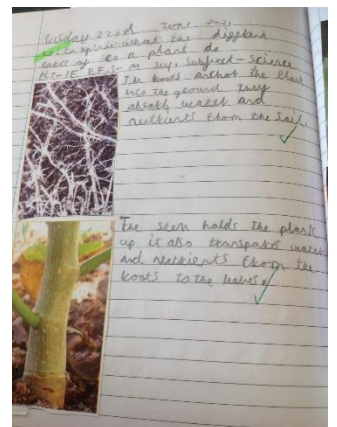 Tuesday 22nd June 2021
to explain what the different
parts of a plant do
Subject - Science
The roots anchor the plant
into the ground they
absorb water and
nutrients from the soil.
The stem holds the plant
up it also transports water
and nutrients from the
roots to the leaves.